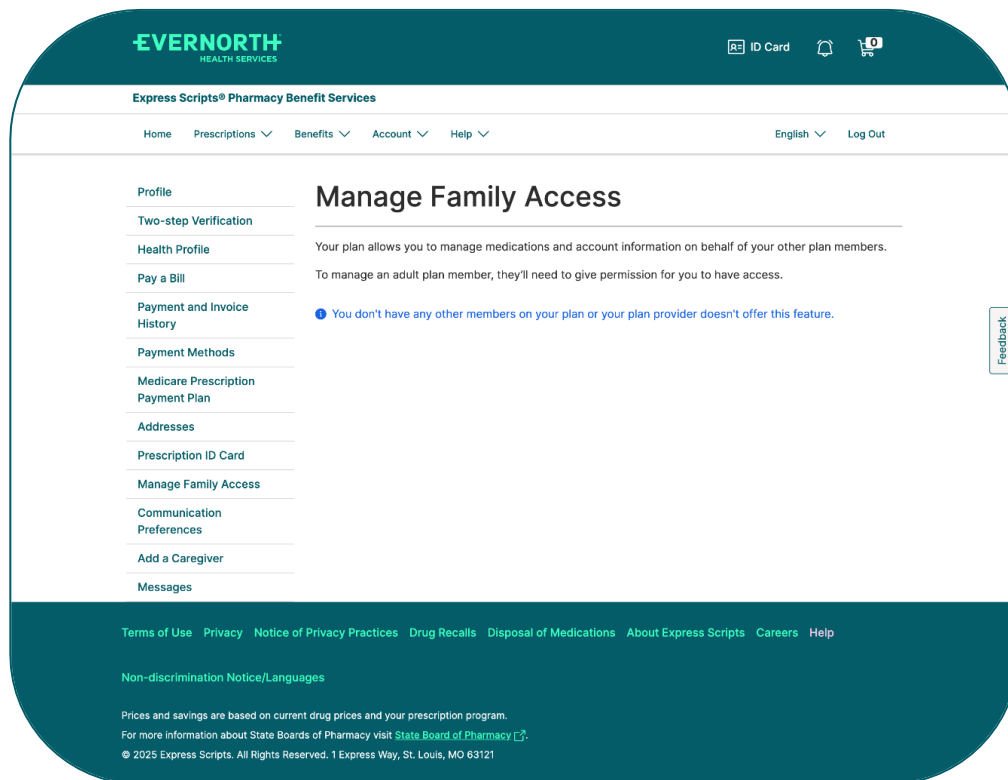 EVERNORTH
HEALTH SERVICES
ID Card
0
Express Scripts® Pharmacy Benefit Services
Home Prescriptions Benefits Account Help English Log Out
Profile
Two-step Verification
Health Profile
Pay a Bill
Payment and Invoice
History
Payment Methods
Medicare Prescription
Payment Plan
Addresses
Prescription ID Card
Manage Family Access
Communication
Preferences
Add a Caregiver
Messages
Manage Family Access
Your plan allows you to manage medications and account information on behalf of your other plan members.
To manage an adult plan member, they'll need to give permission for you to have access.
You don't have any other members on your plan or your plan provider doesn't offer this feature.
Feedback
Terms of Use Privacy Notice of Privacy Practices Drug Recalls Disposal of Medications About Express Scripts Careers Help
Non-discrimination Notice/Languages
Prices and savings are based on current drug prices and your prescription program.
For more information about State Boards of Pharmacy visit State Board of Pharmacy.
© 2025 Express Scripts. All Rights Reserved. 1 Express Way, St. Louis, MO 63121